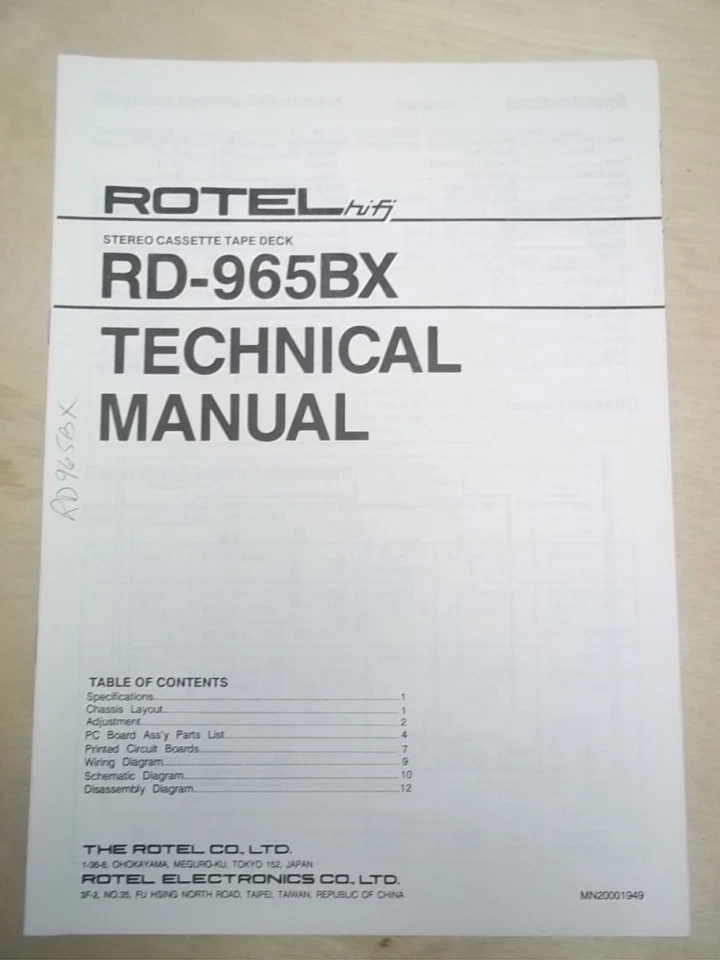 ROTEL hifi
STEREO CASSETTE TAPE DECK
RD-965BX
TECHNICAL
MANUAL
RD965BX
TABLE OF CONTENTS
Specifications 1
Chassis Layout 1
Adjustment 2
PC Board Ass'y Parts List 4
Printed Circuit Boards 7
Wiring Diagram 9
Schematic Diagram 10
Disassembly Diagram 12
THE ROTEL CO., LTD.
1-36-8, OHOKAYAMA, MEGURO-KU, TOKYO 152, JAPAN
ROTEL ELECTRONICS CO., LTD.
3F-2, NO.35, FU HSING NORTH ROAD, TAIPEI, TAIWAN, REPUBLIC OF CHINA
MN20001949